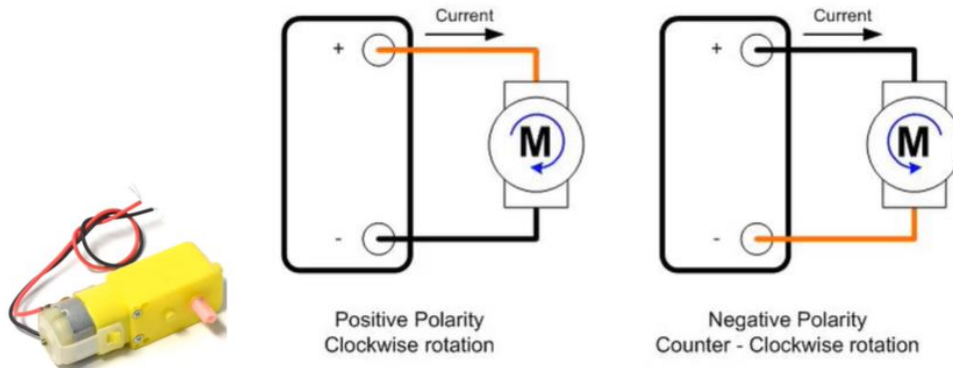 Current
+
M
-
Positive Polarity
Clockwise rotation
Current
+
M
-
Negative Polarity
Counter - Clockwise rotation